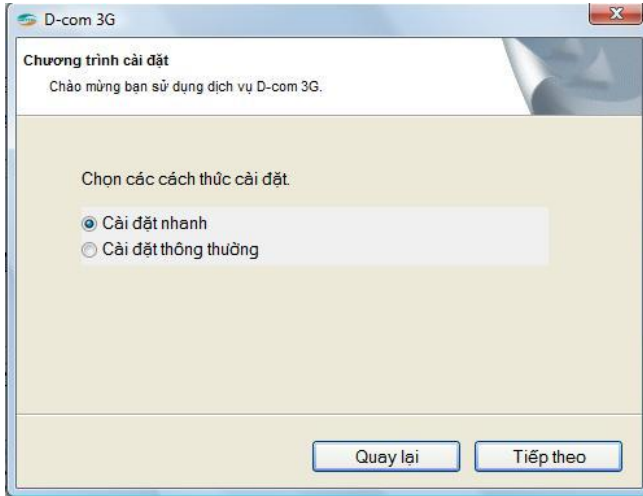 D-com 3G
Chương trình cài đặt
Chào mừng bạn sử dụng dịch vụ D-com 3G.
Chọn các cách thức cài đặt.
Cài đặt nhanh
Cài đặt thông thường
Quay lại
Tiếp theo